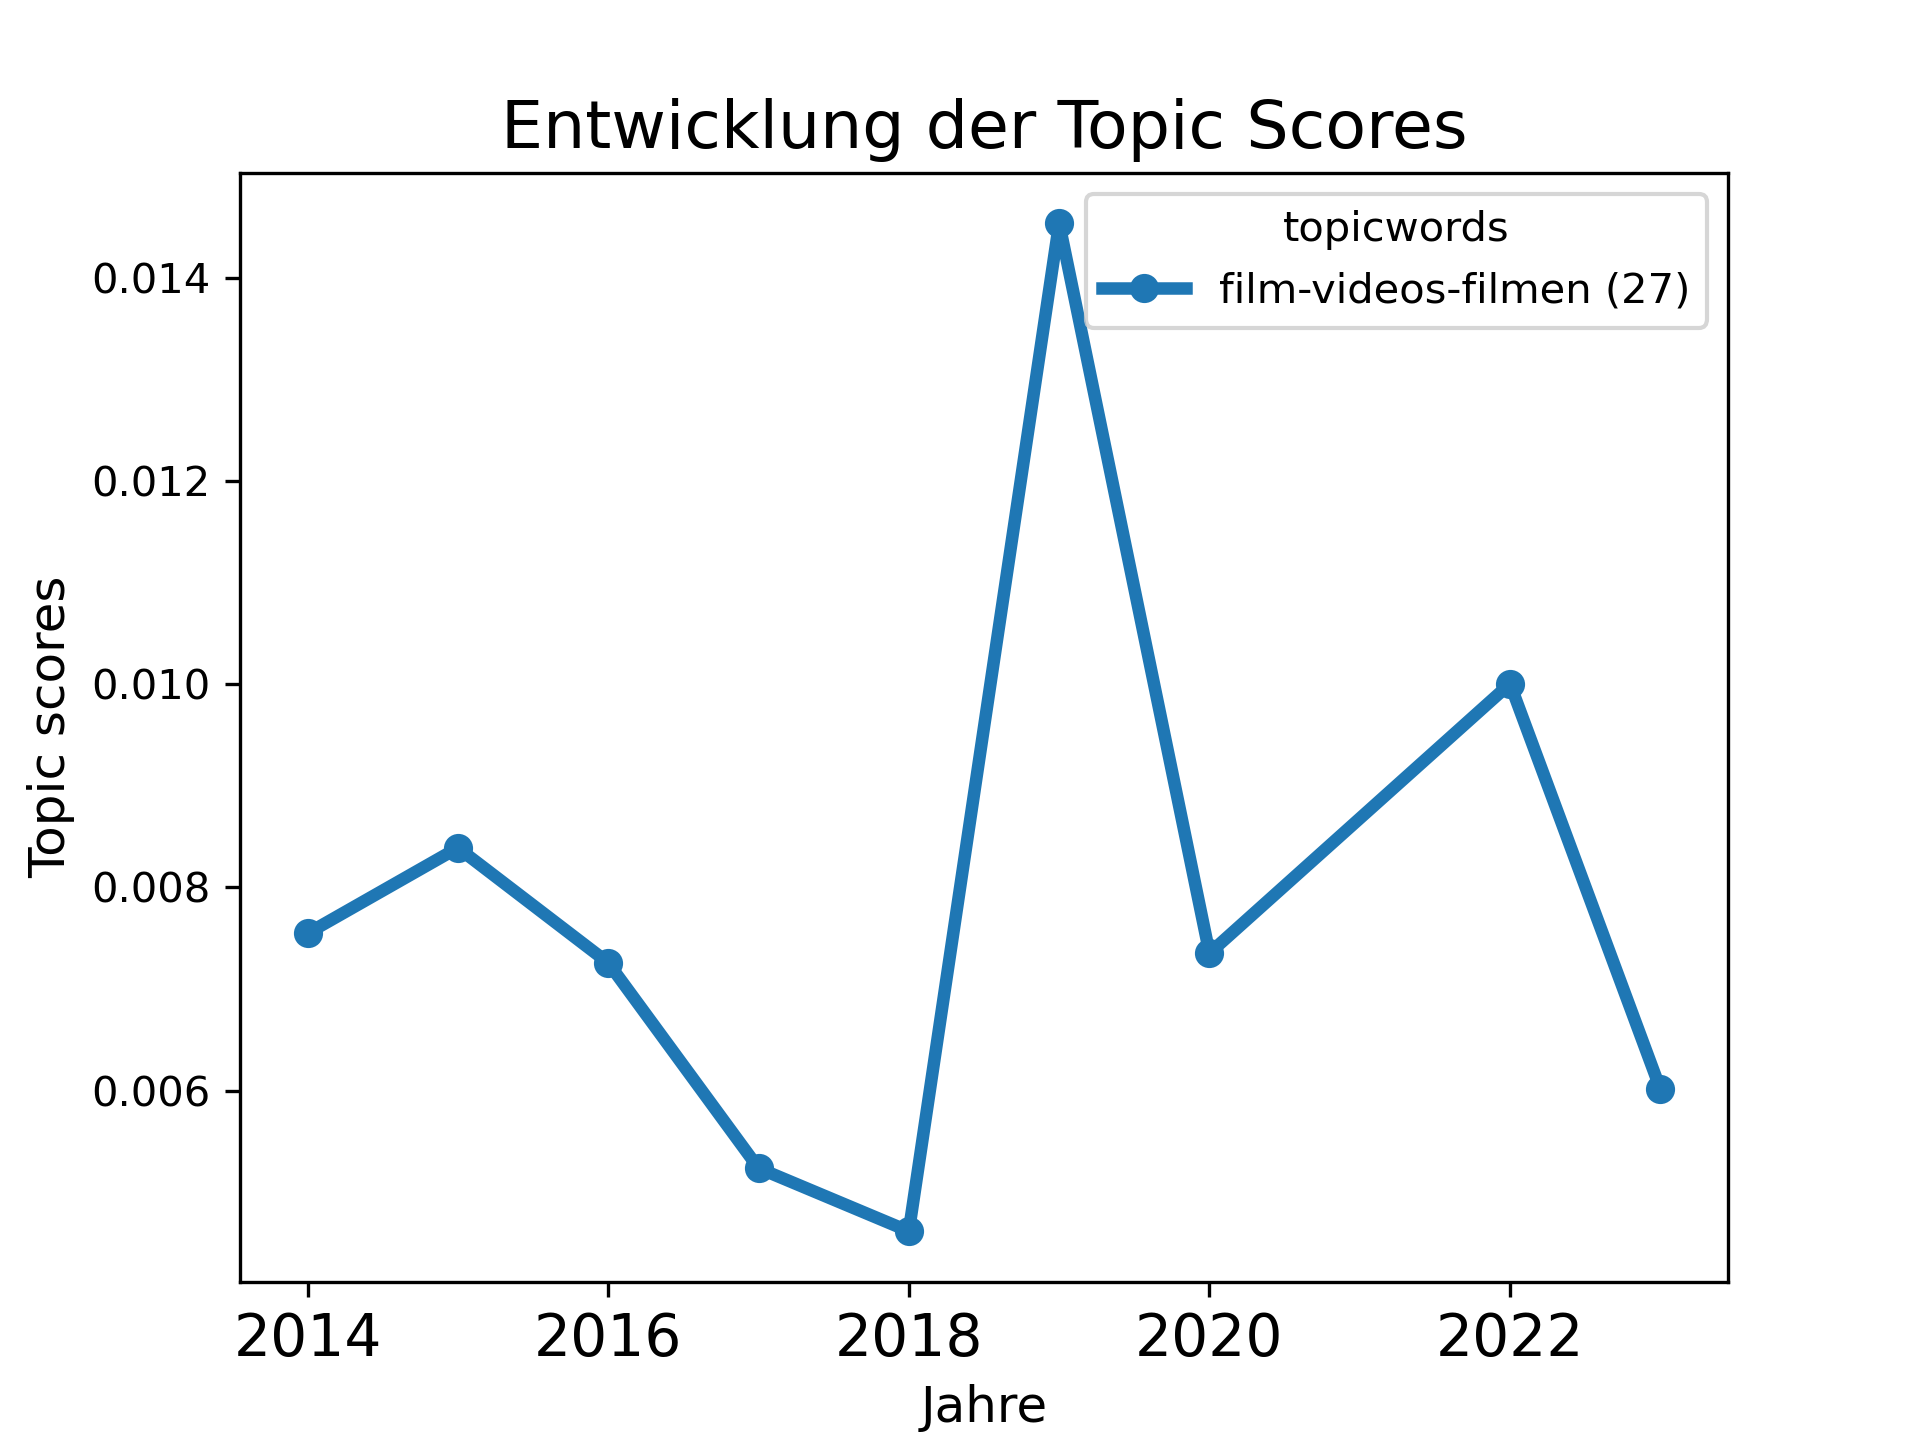 Entwicklung der Topic Scores
topicwords
film-videos-filmen (27)
0.014
0.012
0.010
0.008
0.006
Topic scores
2014 2016 2018 2020 2022
Jahre